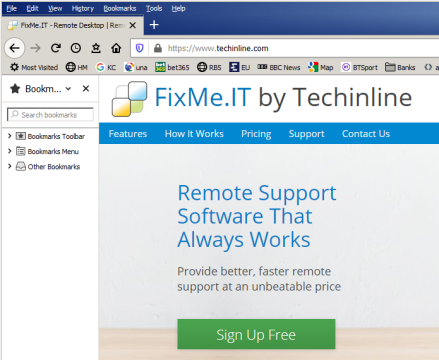 File Edit View History Bookmarks Tools Help
FixMe.IT - Remote Desktop | Rem
https://www.techinline.com
Most Visited HM KC una bet365 RBS EU BBC News Map BTSport Banks
Bookm...
FixMe.IT by Techinline
Search bookmarks
Features How It Works Pricing Support Contact Us
Bookmarks Toolbar
Bookmarks Menu
Other Bookmarks
Remote Support
Software That
Always Works
Provide better, faster remote
support at an unbeatable price
Sign Up Free